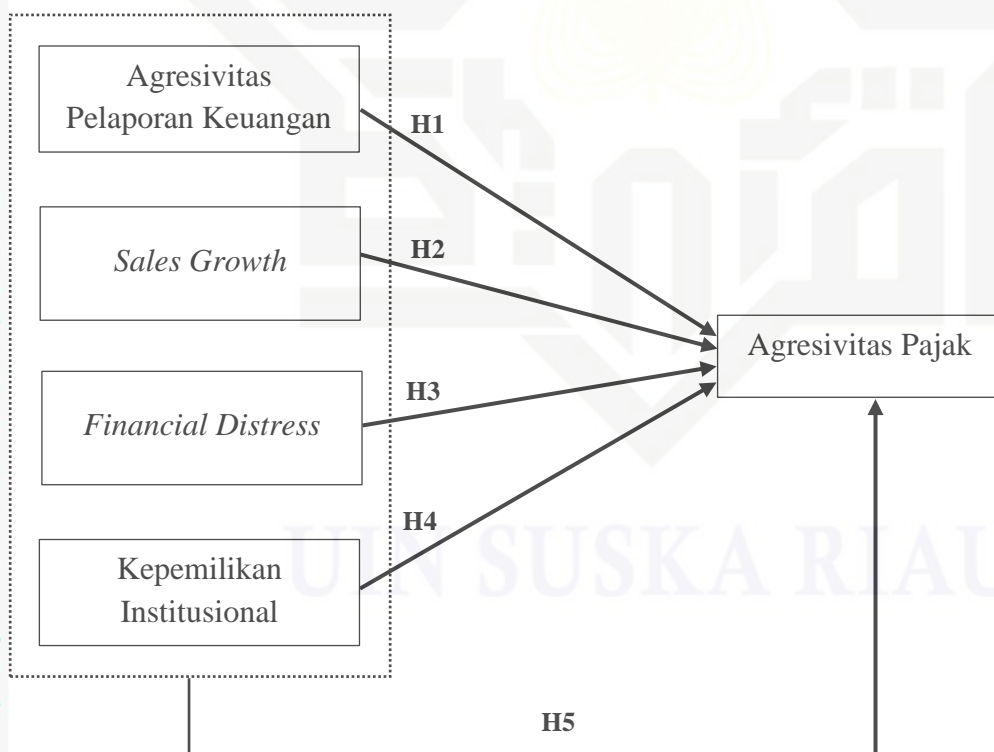 Agresivitas
Pelaporan Keuangan
H1
Sales Growth
H2
Agresivitas Pajak
Financial Distress
H3
Kepemilikan
Institusional
H4
UIN SUSKA RIAU
H5